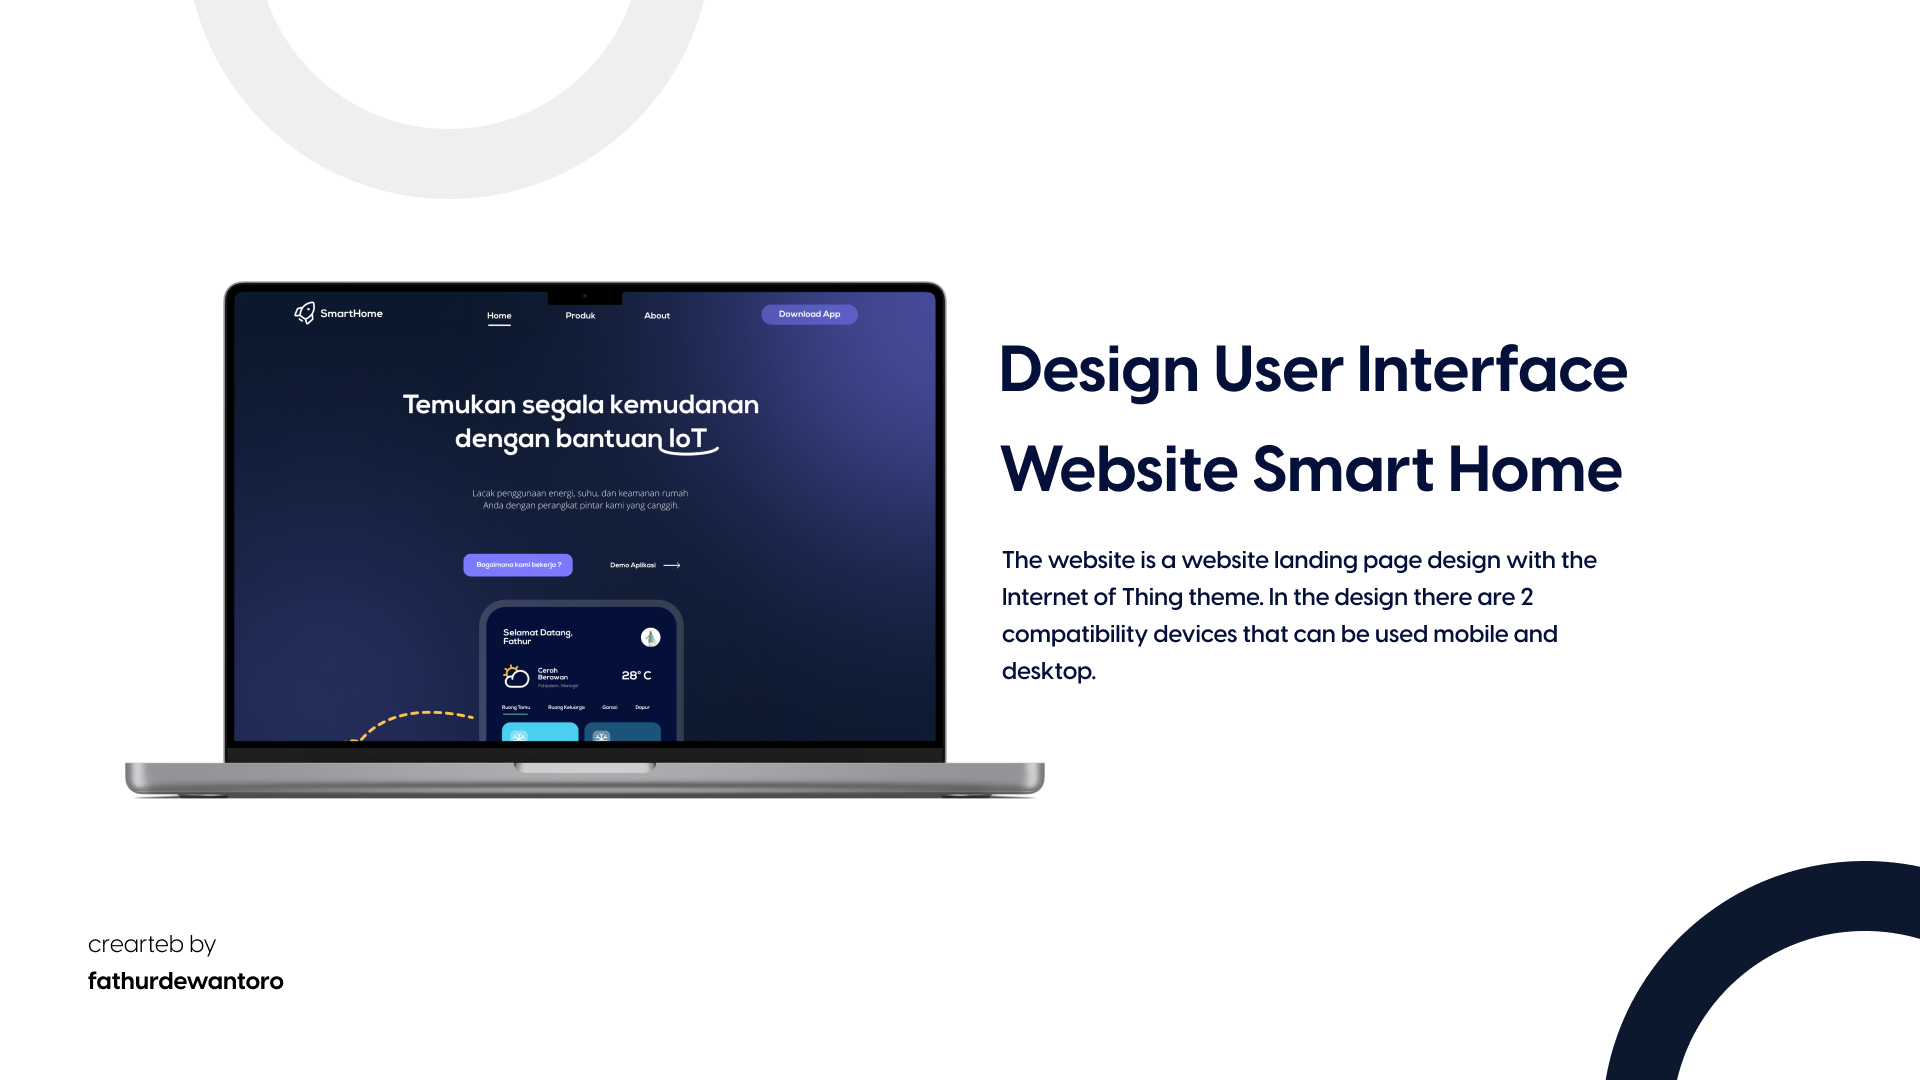 SmartHome
Home
Produk
About
Download App
Temukan segala kemudanan
dengan bantuan IoT
Lacak penggunaan energi, suhu, dan keamanan rumah
Anda dengan perangkat pintar kami yang canggih.
Bagaimana kami bekerja ?
Demo Aplikasi
Selamat Datang,
Fathur
Cerah
Berawan
28° C
Ruang Tamu
Ruang Keluarga
Garasi
Dapur
Design User Interface
Website Smart Home
The website is a website landing page design with the
Internet of Thing theme. In the design there are 2
compatibility devices that can be used mobile and
desktop.
crearteb by
fathurdewantoro